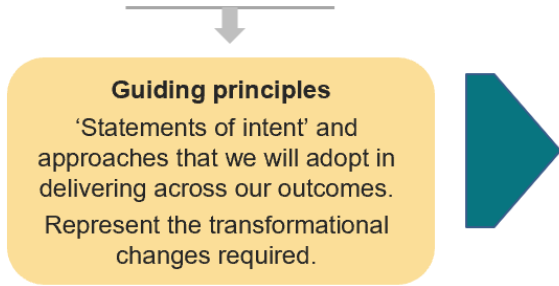 Guiding principles
‘Statements of intent’ and
approaches that we will adopt in
delivering across our outcomes.
Represent the transformational
changes required.